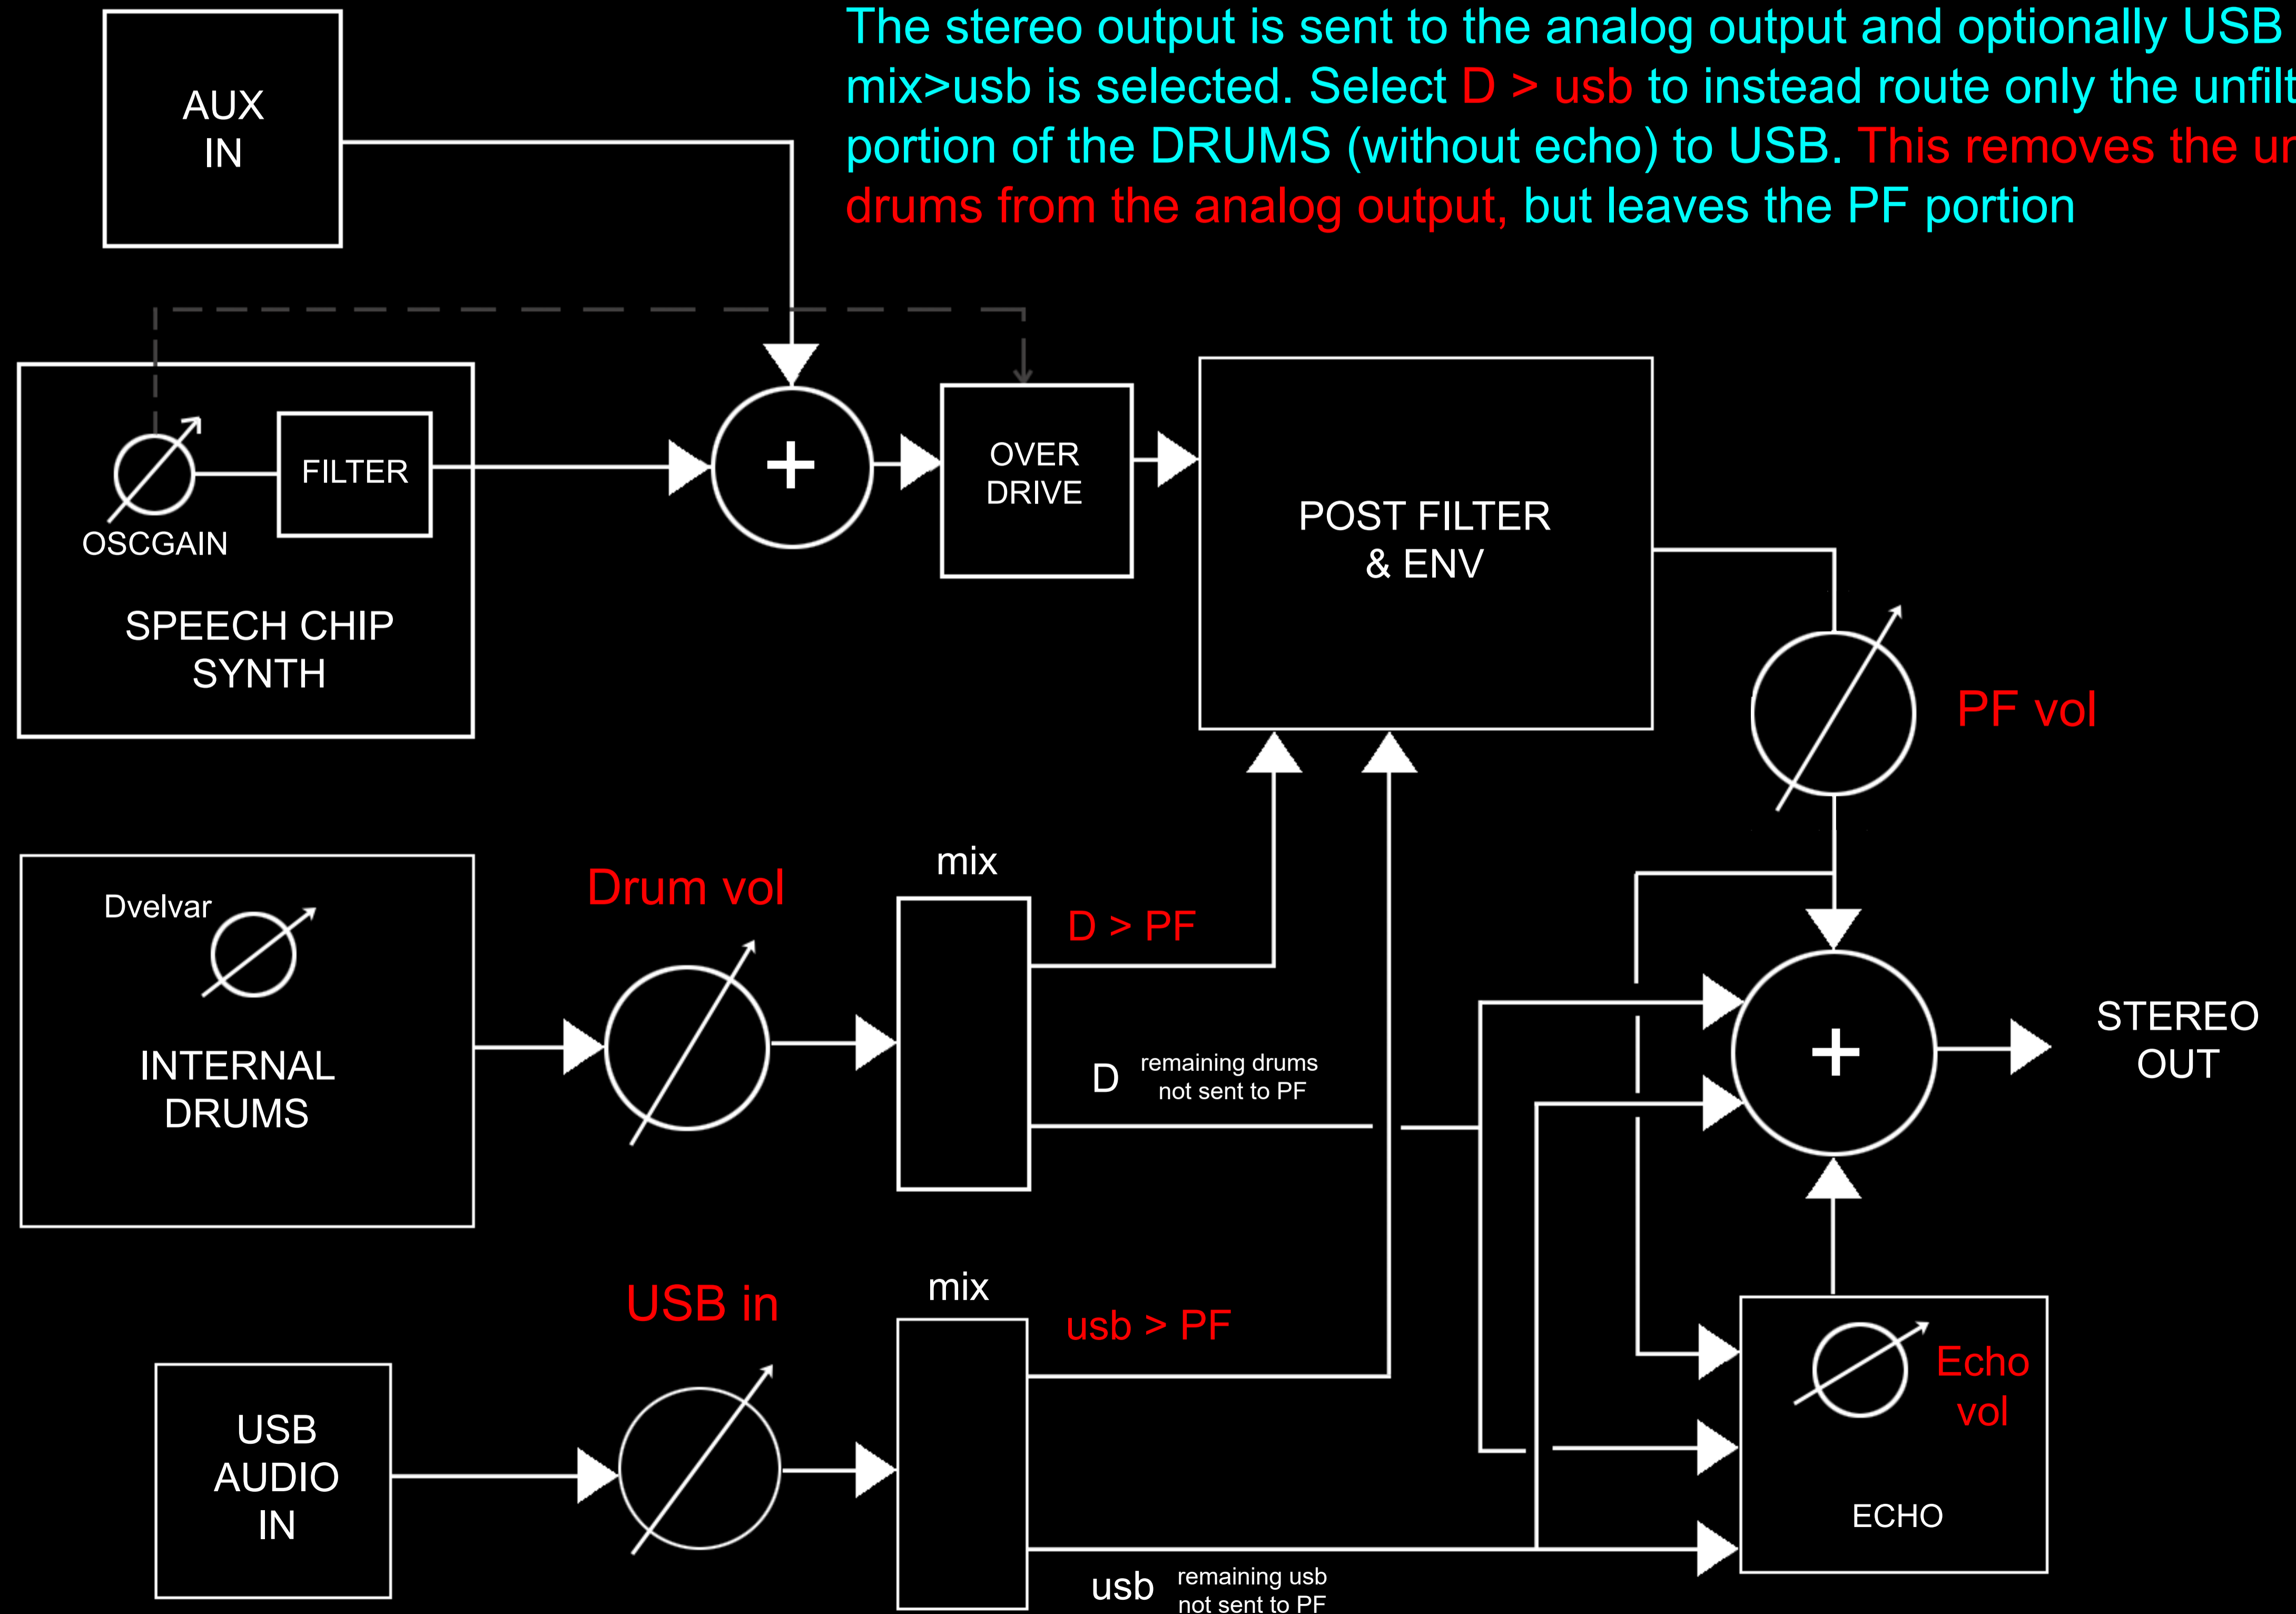 The stereo output is sent to the analog output and optionally USB
mix>usb is selected. Select D > usb to instead route only the
portion of the DRUMS (without echo) to USB. This removes the
drums from the analog output, but leaves the PF portion
AUX
IN
OSCGAIN
FILTER
SPEECH CHIP
SYNTH
+
OVER
DRIVE
POST FILTER
& ENV
PF vol
Dvelvar
INTERNAL
DRUMS
Drum vol
mix
D > PF
D
remaining drums
not sent to PF
+
STEREO
OUT
USB
AUDIO
IN
USB in
mix
usb > PF
usb
remaining usb
not sent to PF
Echo
vol
ECHO